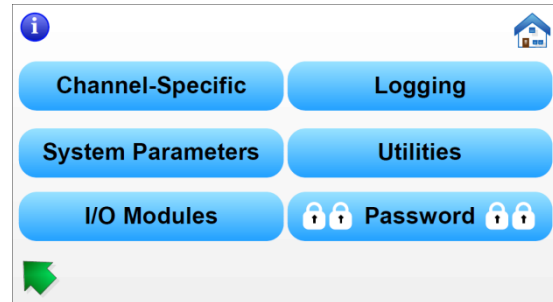 i
Channel-Specific
Logging
System Parameters
Utilities
I/O Modules
Password